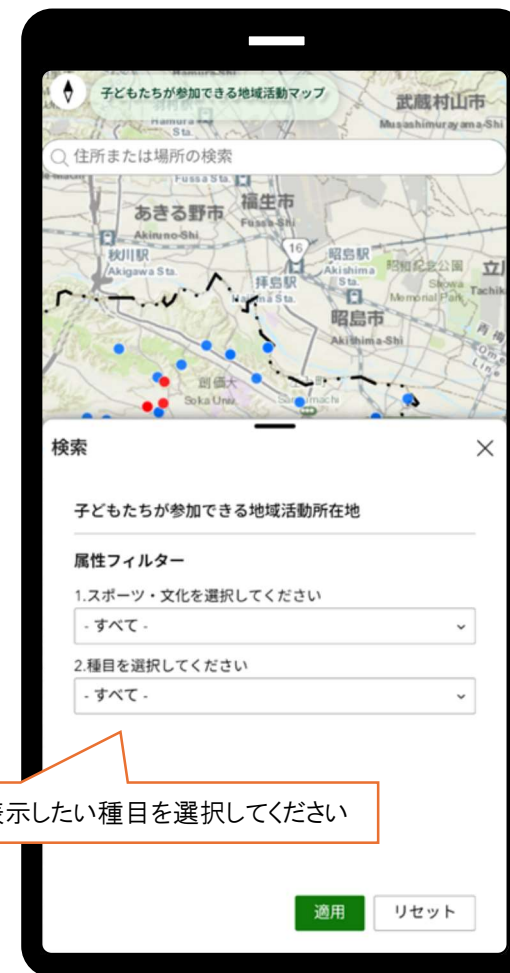 子どもたちが参加できる地域活動マップ
武蔵村山市
Musashimurayama-Shi
Hamura
Sta.
住所または場所の検索
Fussa Sta.
福生市
Fussa-Shi
あきる野市
Akiruno-Shi
16
秋川駅
Akigawa Sta.
昭島駅
Akishima
Sta.
昭和記念公園
Showa
Memorial Park
立川
Tachik
拝島駅
Haijima Sta.
昭島市
Akishima-Shi
青梅
Ome
Line
創価大
Soka Univ
検索
子どもたちが参加できる地域活動所在地
属性フィルター
1.スポーツ・文化を選択してください
- すべて -
2.種目を選択してください
- すべて -
表示したい種目を選択してください
適用
リセット